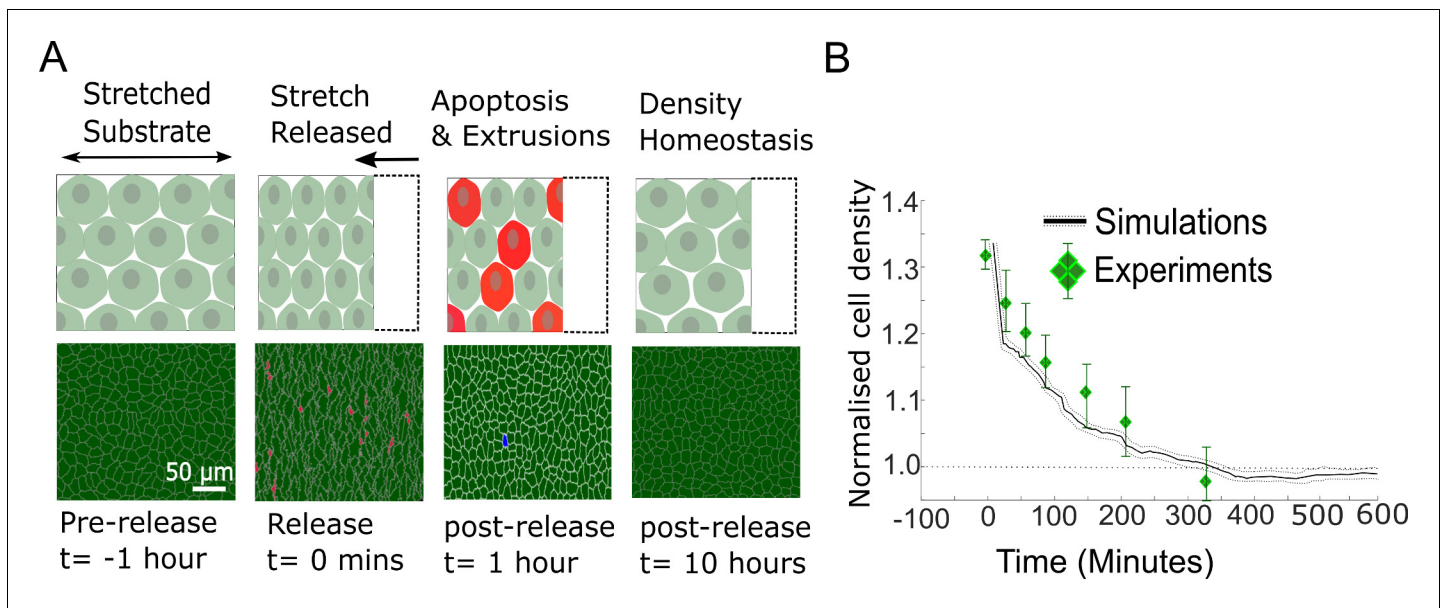 A
Stretched
Substrate
Stretch
Released
Apoptosis
& Extrusions
Density
Homeostasis
50 µm
Pre-release
t= -1 hour
Release
t= 0 mins
post-release
t= 1 hour
post-release
t= 10 hours
B
Normalised cell density
1.4
1.3
1.2
1.1
1.0
Simulations
Experiments
-100 0 100 200 300 400 500 600
Time (Minutes)